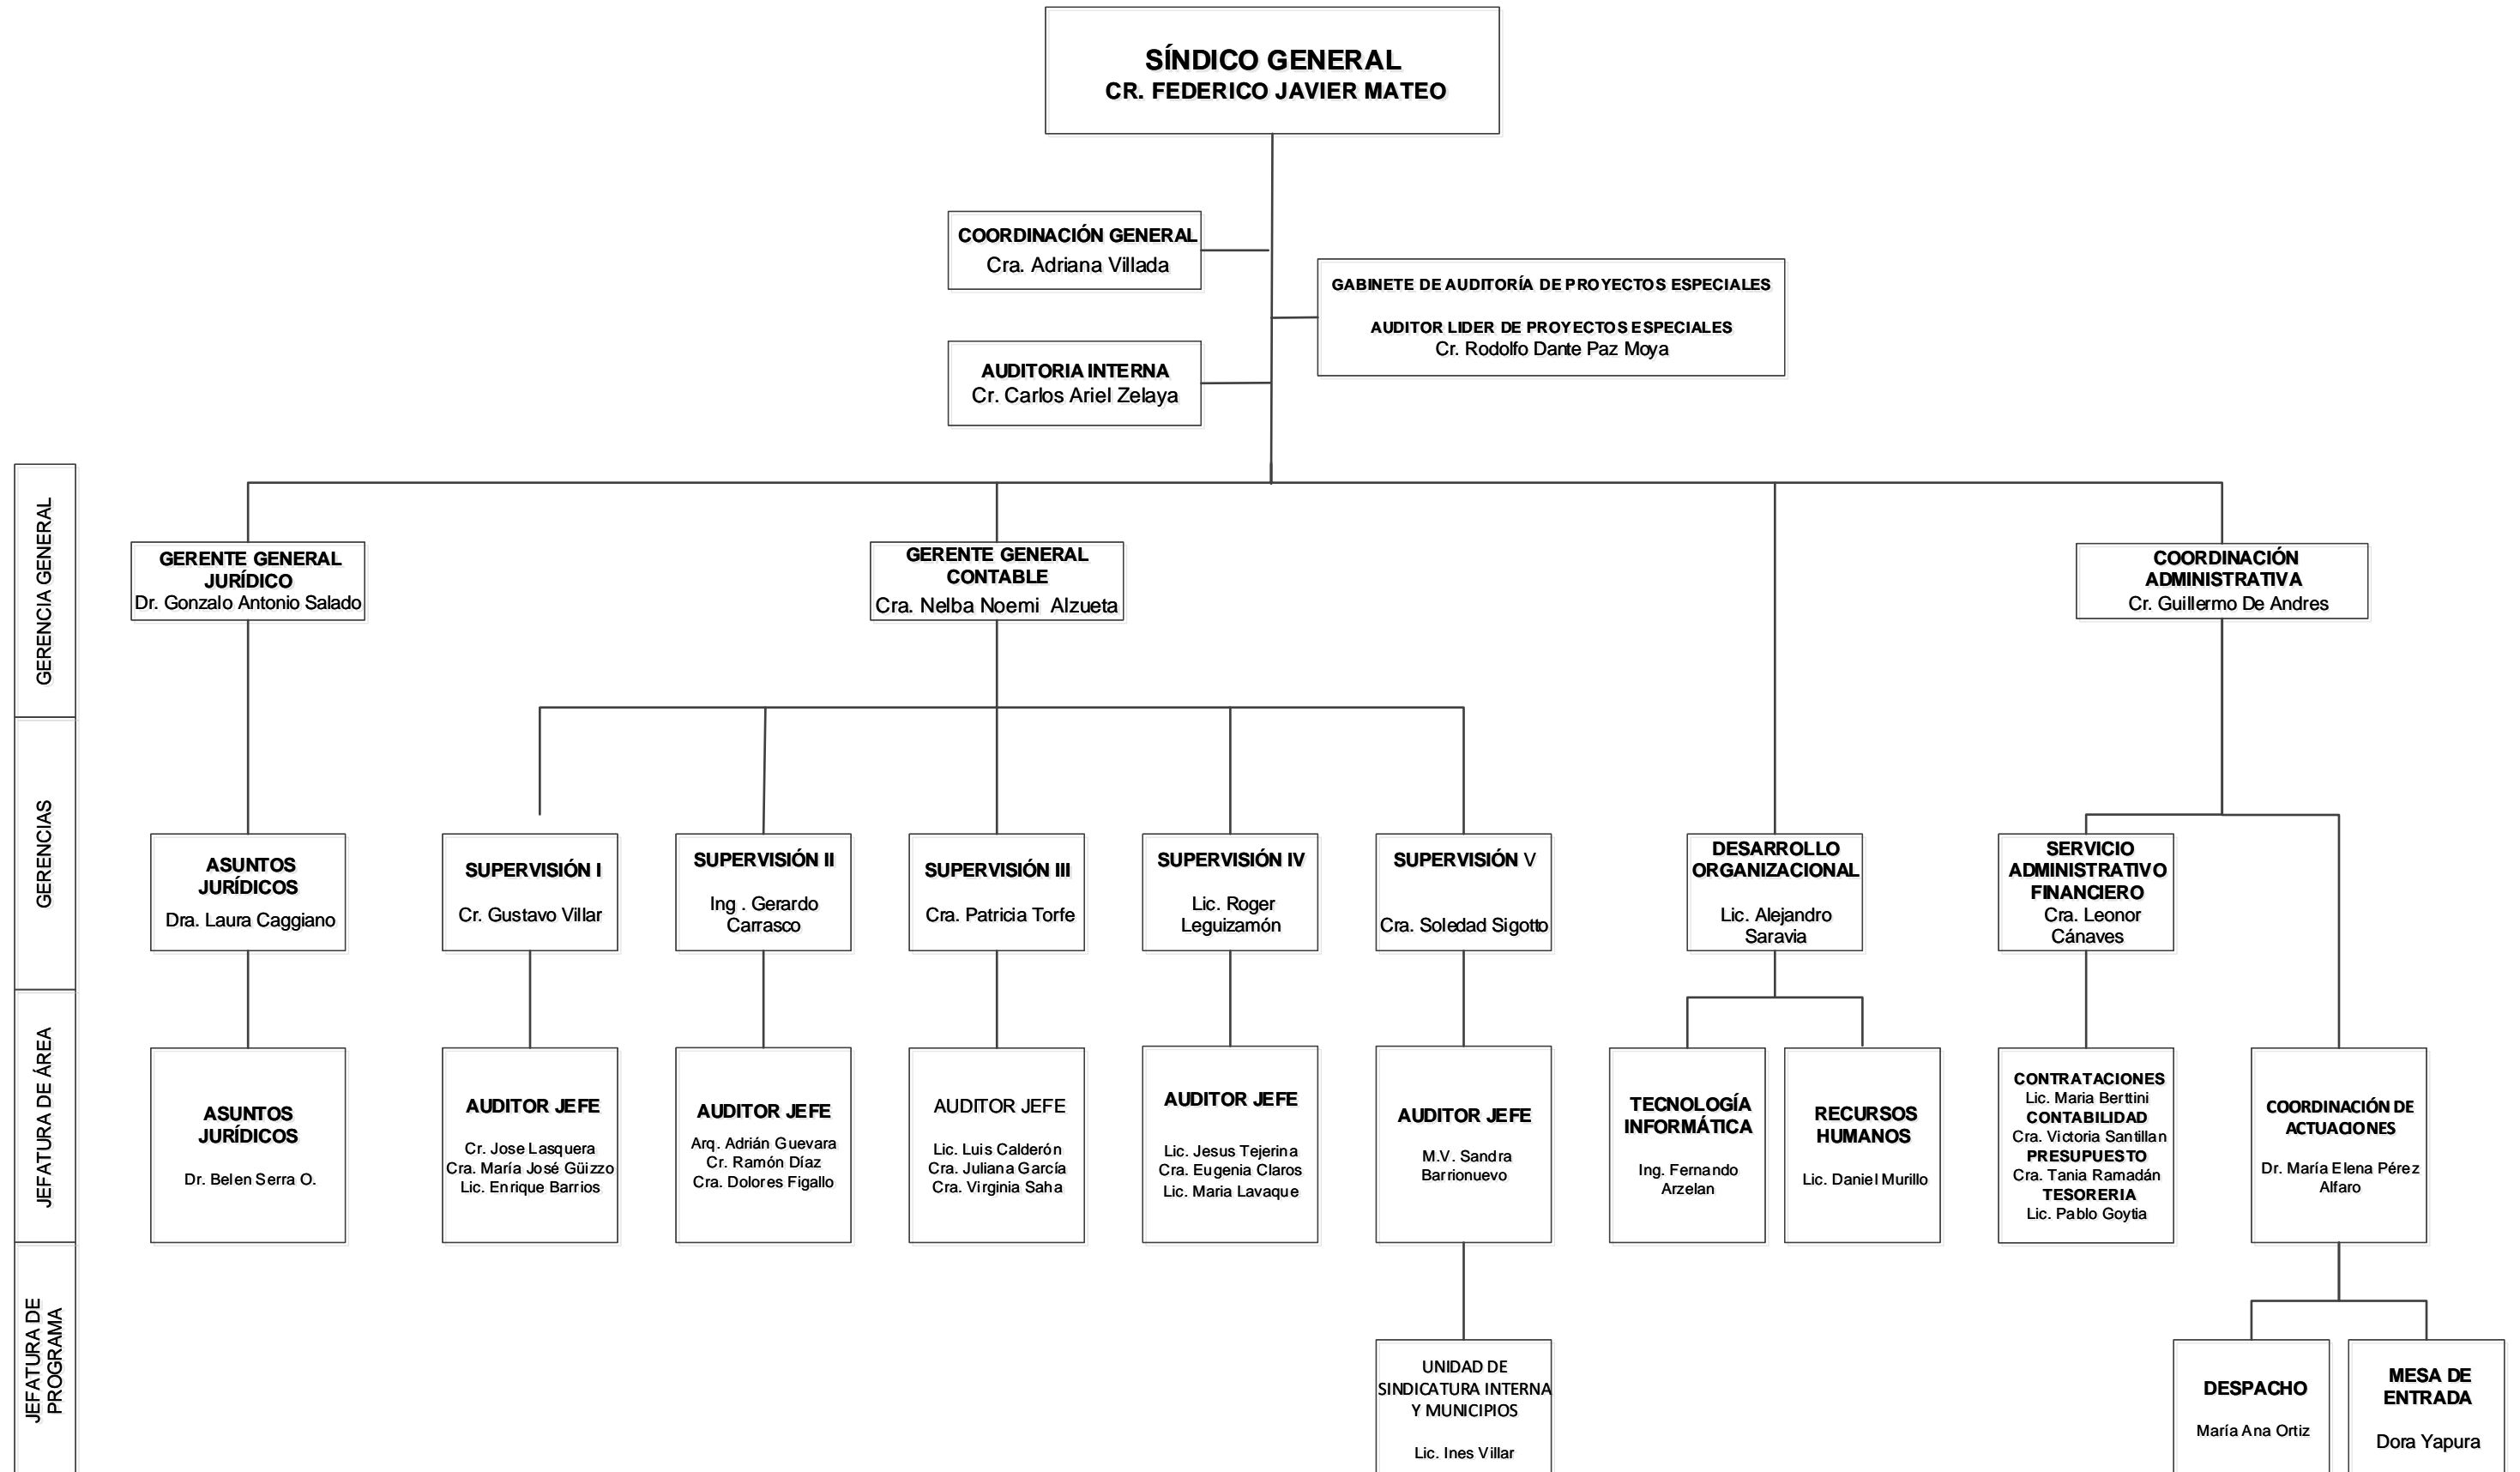 SÍNDICO GENERAL
CR. FEDERICO JAVIER MATEO
COORDINACIÓN GENERAL
Cra. Adriana Villada
GABINETE DE AUDITORÍA DE PROYECTOS ESPECIALES
AUDITOR LIDER DE PROYECTOS ESPECIALES
Cr. Rodolfo Dante Paz Moya
AUDITORIA INTERNA
Cr. Carlos Ariel Zelaya
GERENCIA GENERAL
GERENTE GENERAL
JURÍDICO
Dr. Gonzalo Antonio Salado
GERENTE GENERAL
CONTABLE
Cra. Nelba Noemi Alzueta
COORDINACIÓN
ADMINISTRATIVA
Cr. Guillermo De Andres
GERENCIAS
ASUNTOS
JURÍDICOS
Dra. Laura Caggiano
SUPERVISIÓN I
Cr. Gustavo Villar
SUPERVISIÓN II
Ing . Gerardo
Carrasco
SUPERVISIÓN III
Cra. Patricia Torfe
SUPERVISIÓN IV
Lic. Roger
Leguizamón
SUPERVISIÓN V
Cra. Soledad Sigotto
DESARROLLO
ORGANIZACIONAL
Lic. Alejandro
Saravia
SERVICIO
ADMINISTRATIVO
FINANCIERO
Cra. Leonor
Cánaves
JEFATURA DE ÁREA
ASUNTOS
JURÍDICOS
Dr. Belen Serra O.
AUDITOR JEFE
Cr. Jose Lasquera
Cra. María José Güizzo
Lic. Enrique Barrios
AUDITOR JEFE
Arq. Adrián Guevara
Cr. Ramón Díaz
Cra. Dolores Figallo
AUDITOR JEFE
Lic. Luis Calderón
Cra. Juliana García
Cra. Virginia Saha
AUDITOR JEFE
Lic. Jesus Tejerina
Cra. Eugenia Claros
Lic. Maria Lavaque
AUDITOR JEFE
M.V. Sandra
Barrionuevo
TECNOLOGÍA
INFORMÁTICA
Ing. Fernando
Arzelan
RECURSOS
HUMANOS
Lic. Daniel Murillo
CONTRATACIONES
Lic. Maria Berttini
CONTABILIDAD
Cra. Victoria Santillan
PRESUPUESTO
Cra. Tania Ramadán
TESORERIA
Lic. Pablo Goytia
COORDINACIÓN DE
ACTUACIONES
Dr. María Elena Pérez
Alfaro
JEFATURA DE
PROGRAMA
UNIDAD DE
SINDICATURA INTERNA
Y MUNICIPIOS
Lic. Ines Villar
DESPACHO
María Ana Ortiz
MESA DE
ENTRADA
Dora Yapura